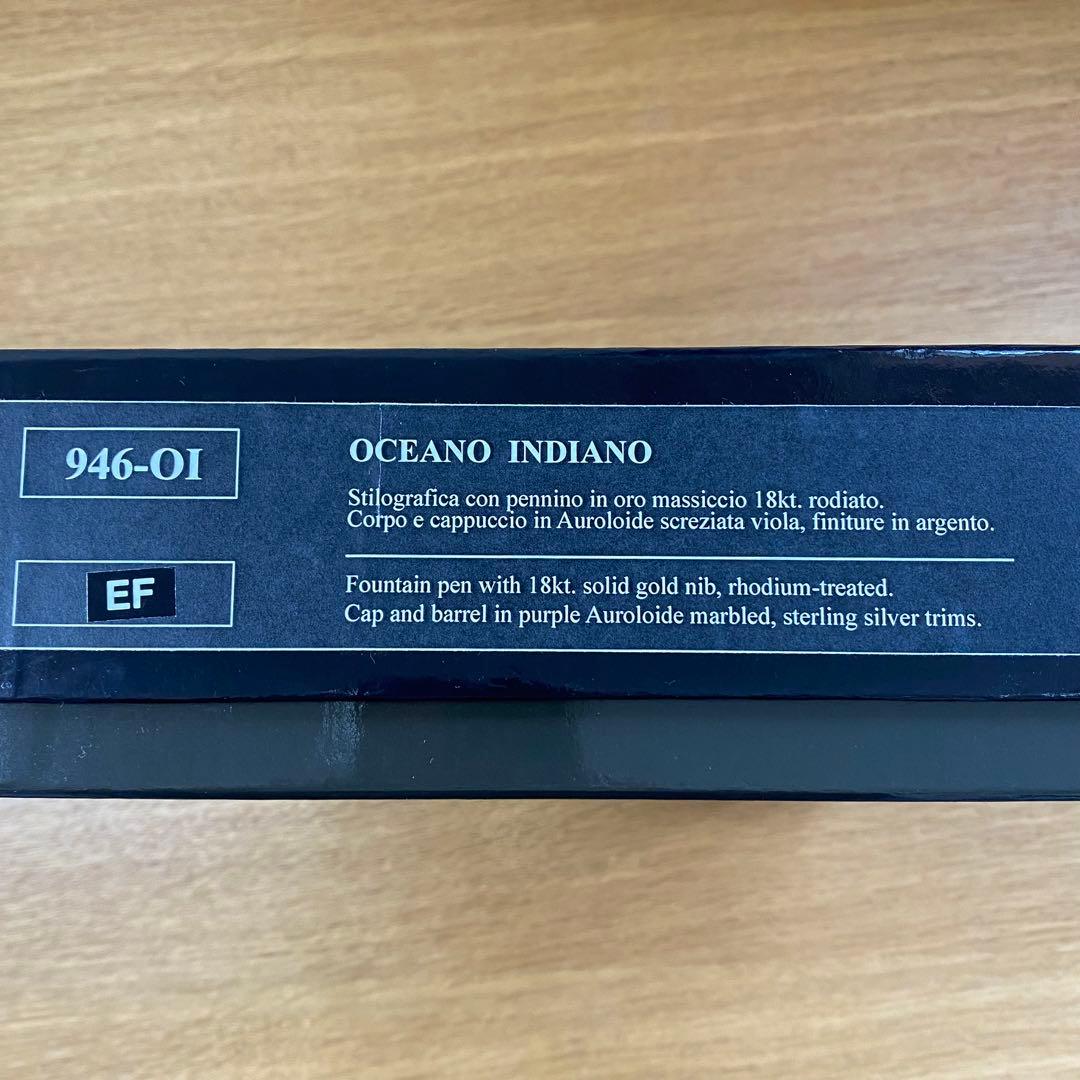 946-OI
OCEANO INDIANO
Stilografica con pennino in oro massiccio 18kt. rodiato.
Corpo e cappuccio in Auroloide screziata viola, finiture in argento.
EF
Fountain pen with 18kt. solid gold nib, rhodium-treated.
Cap and barrel in purple Auroloide marbled, sterling silver trims.